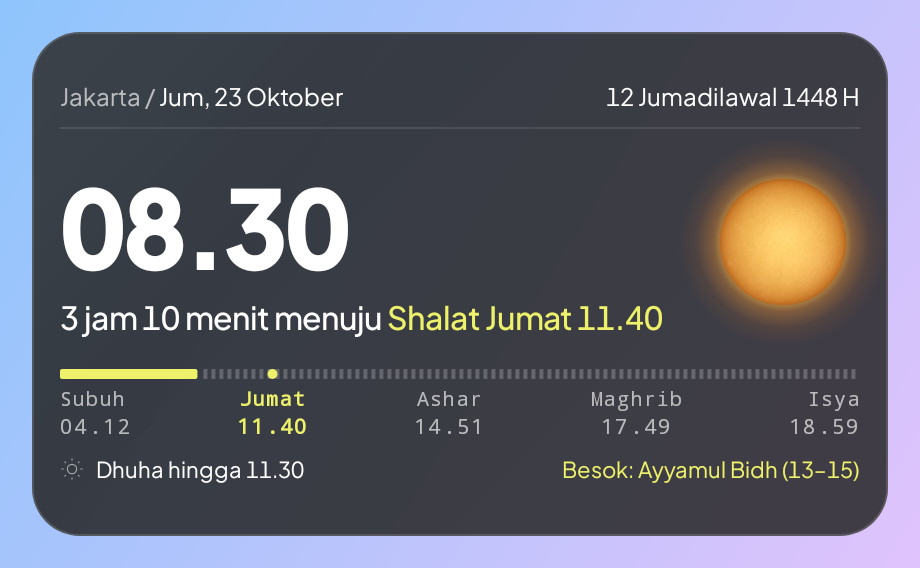 Jakarta / Jum, 23 Oktober
12 Jumadilawal 1448 H
08.30
3 jam 10 menit menuju Shalat Jumat 11.40
Subuh Jumat Ashar Maghrib Isya
04.12 11.40 14.51 17.49 18.59
Dhuha hingga 11.30
Besok: Ayyamul Bidh (13–15)